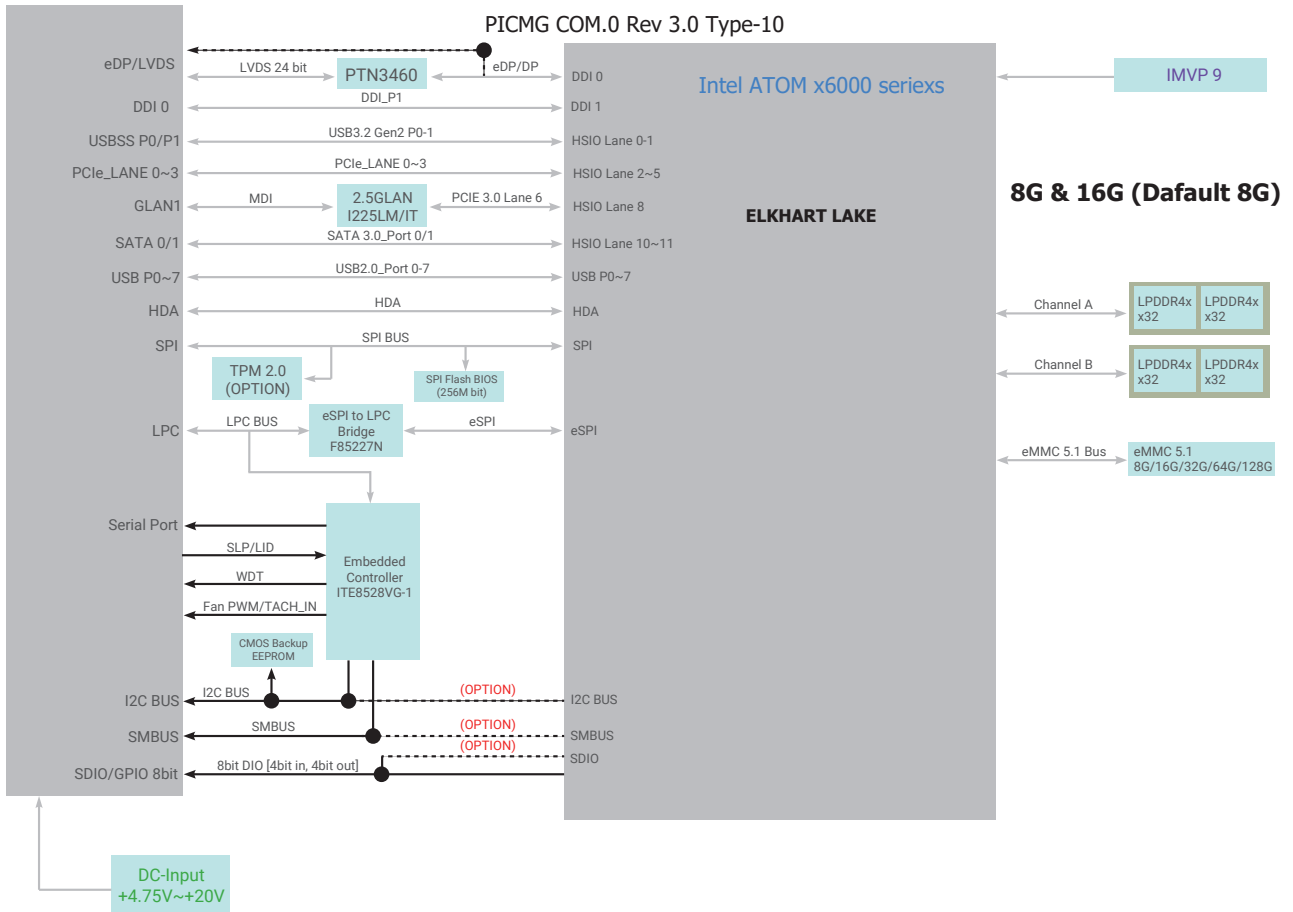 PICMG COM.0 Rev 3.0 Type-10
eDP/LVDS
LVDS 24 bit
PTN3460
eDP/DP
DDI 0
Intel ATOM x6000 seriexs
IMVP 9
DDI 0
DDI_P1
DDI 1
USBSS P0/P1
USB3.2 Gen2 P0-1
HSIO Lane 0-1
PCIe_LANE 0~3
PCIe_LANE 0~3
HSIO Lane 2~5
8G & 16G (Dafault 8G)
GLAN1
MDI
2.5GLAN
I225LM/IT
PCIE 3.0 Lane 6
HSIO Lane 8
ELKHART LAKE
SATA 0/1
SATA 3.0_Port 0/1
HSIO Lane 10~11
USB P0~7
USB2.0_Port 0-7
USB P0~7
HDA
HDA
HDA
Channel A
LPDDR4x
x32
LPDDR4x
x32
SPI
SPI BUS
SPI
TPM 2.0
(OPTION)
SPI Flash BIOS
(256M bit)
Channel B
LPDDR4x
x32
LPDDR4x
x32
LPC
LPC BUS
eSPI to LPC
Bridge
F85227N
eSPI
eSPI
eMMC 5.1 Bus
eMMC 5.1
8G/16G/32G/64G/128G
Serial Port
SLP/LID
WDT
Fan PWM/TACH_IN
Embedded
Controller
ITE8528VG-1
CMOS Backup
EEPROM
I2C BUS
I2C BUS
(OPTION)
I2C BUS
SMBUS
SMBUS
(OPTION)
SMBUS
(OPTION)
SDIO
SDIO/GPIO 8bit
8bit DIO [4bit in, 4bit out]
DC-Input
+4.75V~+20V